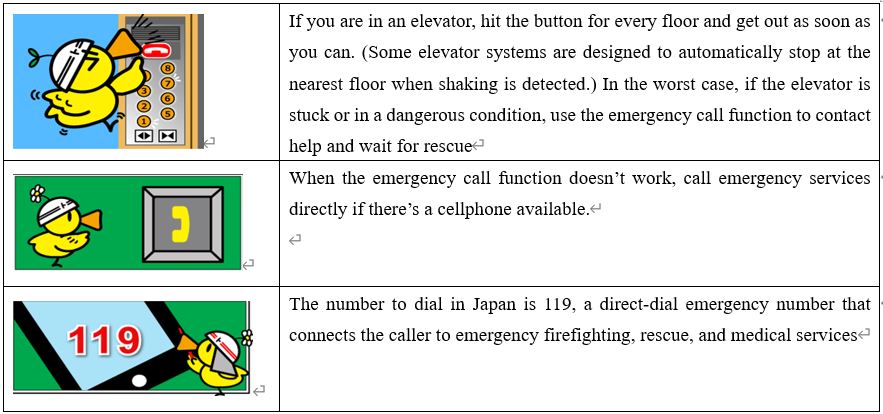 8
7
3
6
2
5
1
If you are in an elevator, hit the button for every floor and get out as soon as
you can. (Some elevator systems are designed to automatically stop at the
nearest floor when shaking is detected.) In the worst case, if the elevator is
stuck or in a dangerous condition, use the emergency call function to contact
help and wait for rescue
When the emergency call function doesn’t work, call emergency services
directly if there’s a cellphone available.
119
The number to dial in Japan is 119, a direct-dial emergency number that
connects the caller to emergency firefighting, rescue, and medical services